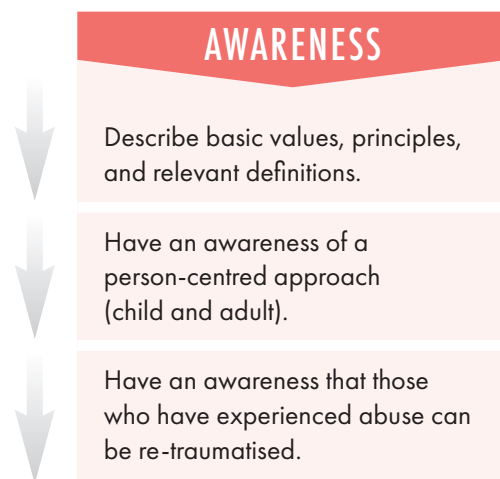 AWARENESS
Describe basic values, principles,
and relevant definitions.
Have an awareness of a
person-centred approach
(child and adult).
Have an awareness that those
who have experienced abuse can
be re-traumatised.